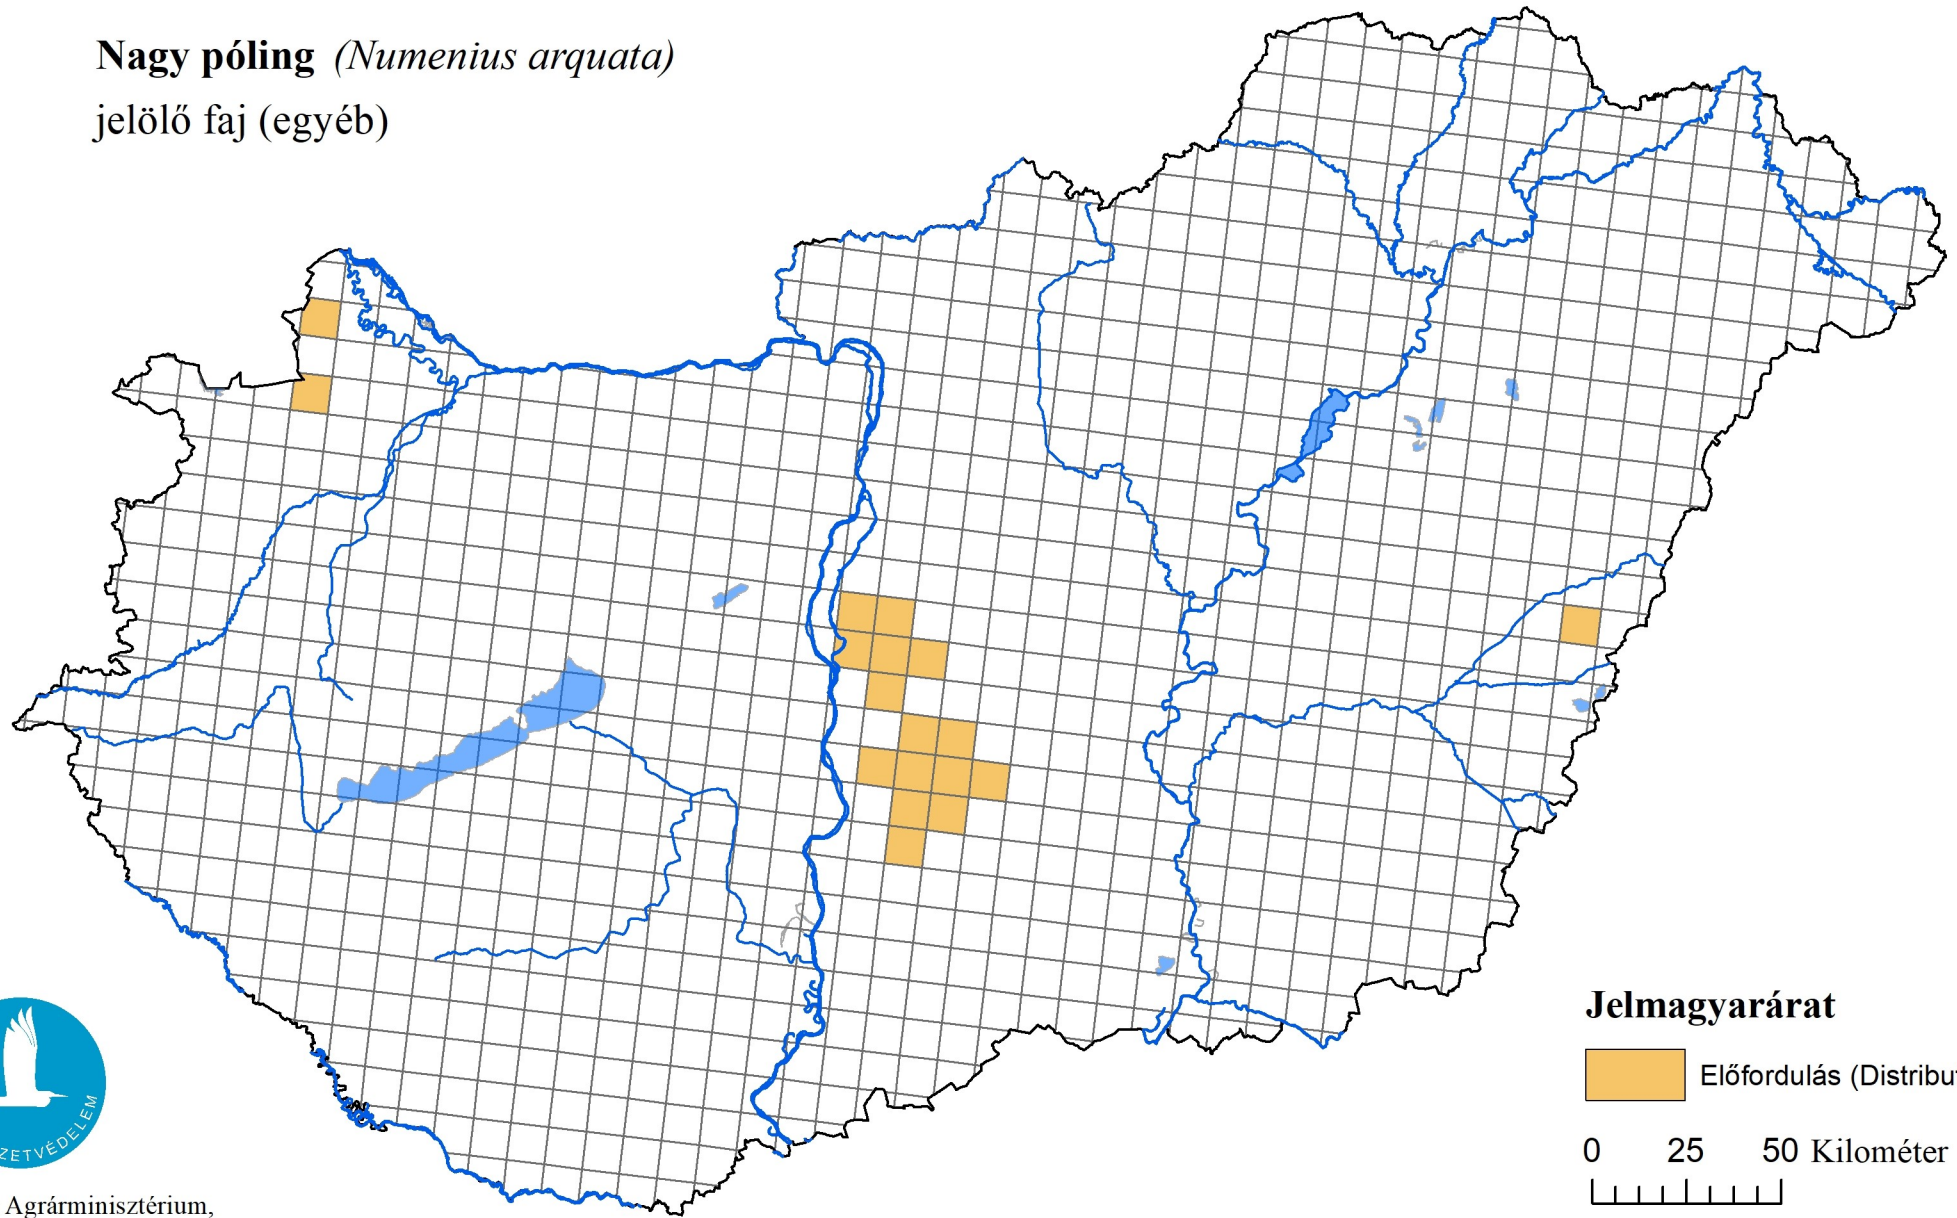 Nagy póling (Numenius arquata)
jelölő faj (egyéb)
Jelmagyarárat
Előfordulás (Distribu
0 25 50 Kilométer
ZETVÉDELEM
Agrárminisztérium,